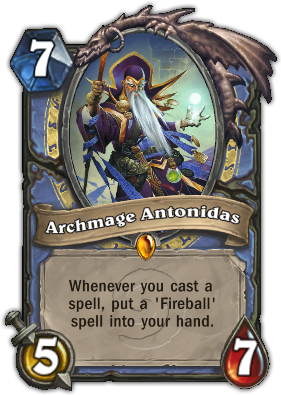 7
Archmage Antonidas
Whenever you cast a
spell, put a 'Fireball'
spell into your hand.
5
7